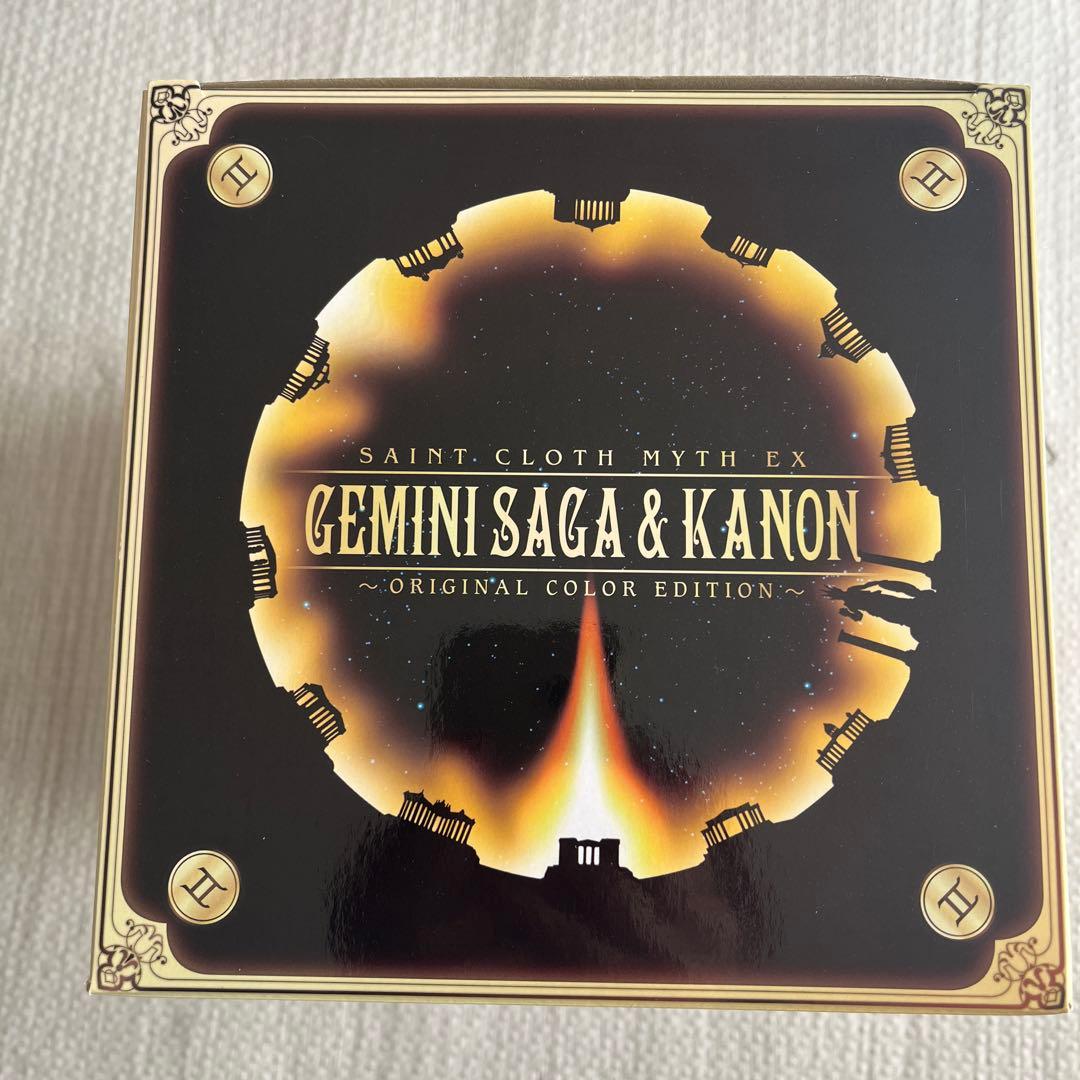 SAINT CLOTH MYTH EX
GEMINI SAGA & KANON
~ORIGINAL COLOR EDITION~